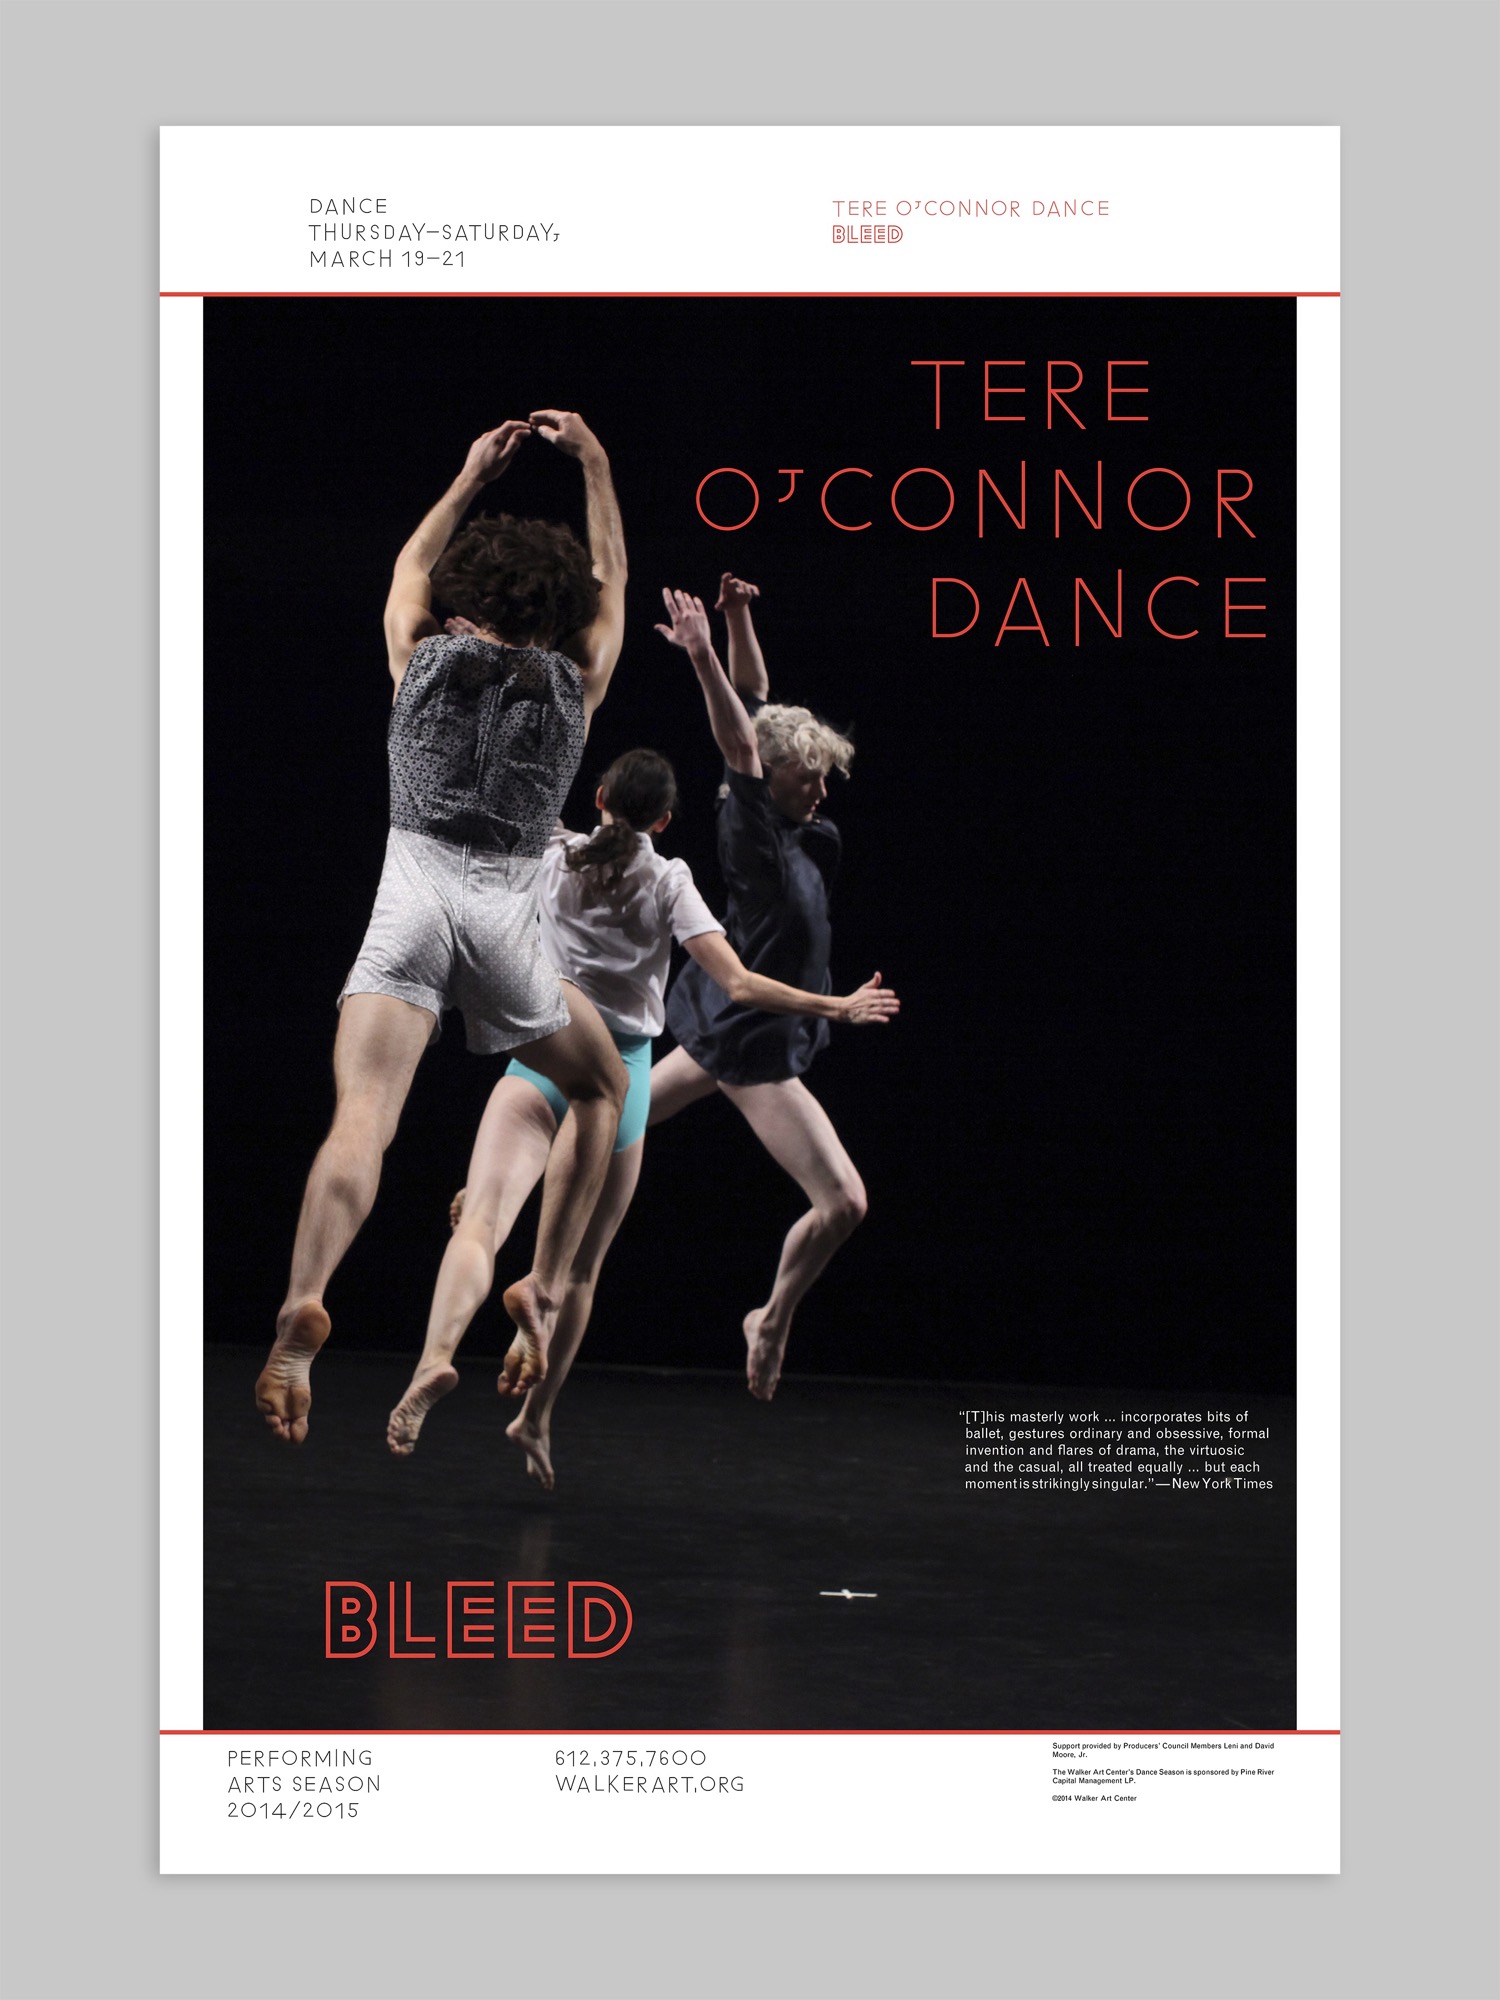 DANCE
THURSDAY—SATURDAY,
MARCH 19—21
TERE O'CONNOR DANCE
BLEED
TERE
O'CONNOR
DANCE
“[T]his masterly work ... incorporates bits of
ballet, gestures ordinary and obsessive, formal
invention and flares of drama, the virtuosic
and the casual, all treated equally ... but each
moment is strikingly singular.”—New York Times
BLEED
PERFORMING
ARTS SEASON
2014/2015
612.375.7600
WALKERART.ORG
Support provided by Producers' Council Members Leni and David
Moore, Jr.
The Walker Art Center's Dance Season is sponsored by Pine River
Capital Management LP.
©2014 Walker Art Center